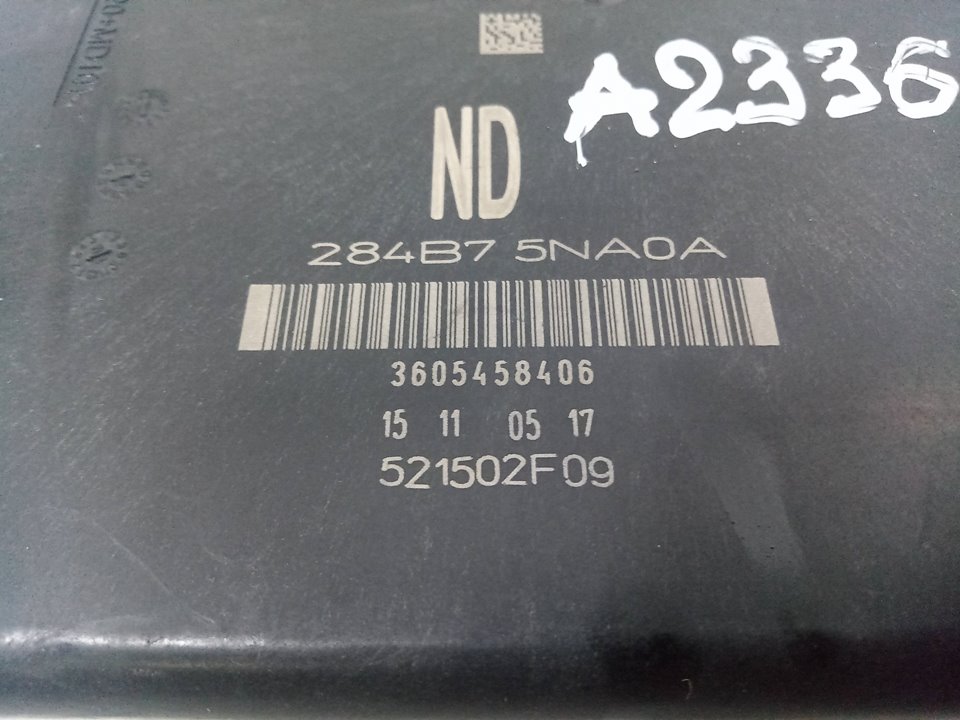 A2336
ND
284B7 5NA0A
3605458406
15 11 05 17
521502F09